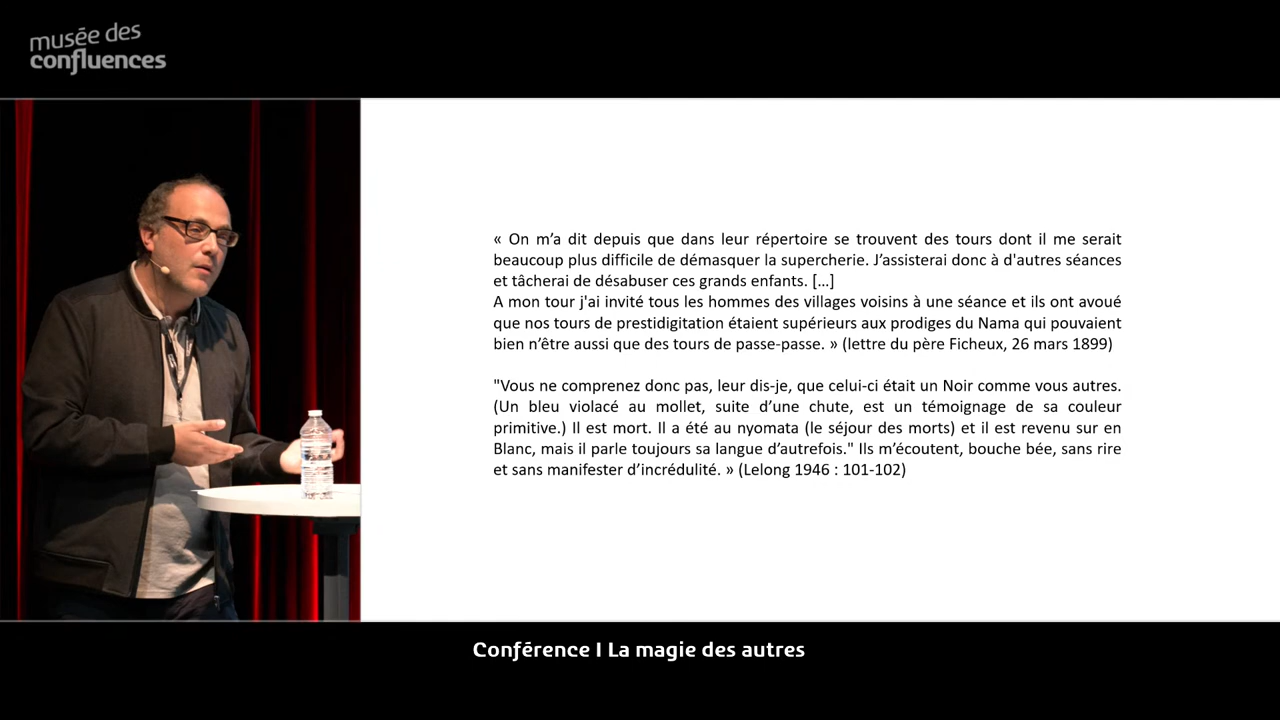 musée des
confluences
« On m’a dit depuis que dans leur répertoire se trouvent des tours dont il me serait
beaucoup plus difficile de démasquer la supercherie. J’assisterai donc à d'autres séances
et tâcherai de désabuser ces grands enfants. […]
A mon tour j'ai invité tous les hommes des villages voisins à une séance et ils ont avoué
que nos tours de prestidigitation étaient supérieurs aux prodiges du Nama qui pouvaient
bien n’être aussi que des tours de passe-passe. » (lettre du père Ficheux, 26 mars 1899)
"Vous ne comprenez donc pas, leur dis-je, que celui-ci était un Noir comme vous autres.
(Un bleu violacé au mollet, suite d’une chute, est un témoignage de sa couleur
primitive.) Il est mort. Il a été au nyomata (le séjour des morts) et il est revenu sur en
Blanc, mais il parle toujours sa langue d’autrefois." Ils m’écoutent, bouche bée, sans rire
et sans manifester d’incrédulité. » (Lelong 1946 : 101-102)
Conférence I La magie des autres